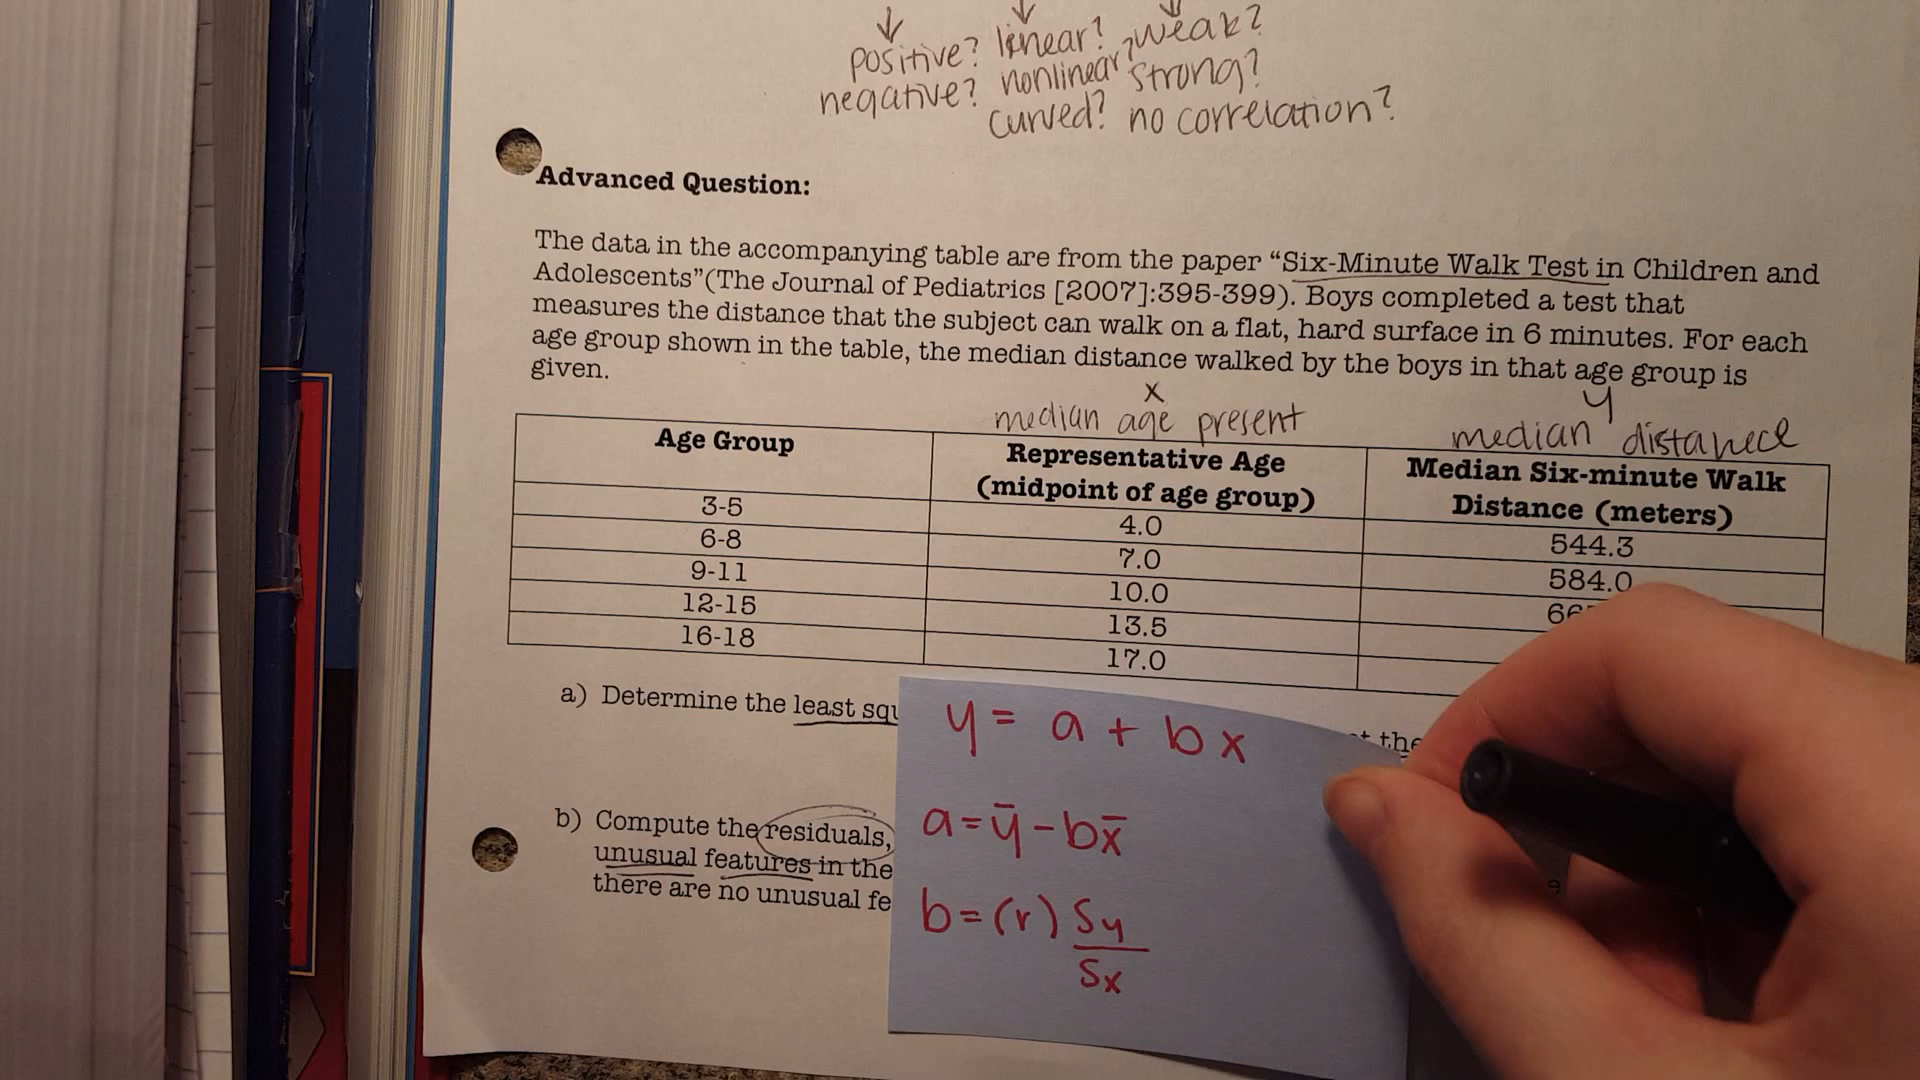 positive? linear? weak?
negative? nonlinear? strong?
curved? no correlation?
Advanced Question:
The data in the accompanying table are from the paper “Six-Minute Walk Test in Children and
Adolescents”(The Journal of Pediatrics [2007]:395-399). Boys completed a test that
measures the distance that the subject can walk on a flat, hard surface in 6 minutes. For each
age group shown in the table, the median distance walked by the boys in that age group is
given.
x y
median age present median distanece
Age Group Representative Age Median Six-minute Walk
(midpoint of age group) Distance (meters)
3-5 4.0 544.3
6-8 7.0 584.0
9-11 10.0
12-15 13.5
16-18 17.0
a) Determine the least the
y = a + bx
a = ȳ - bx̄
b) Compute the residuals,
unusual features in the
there are no unusual
b = (r) Sy
Sx